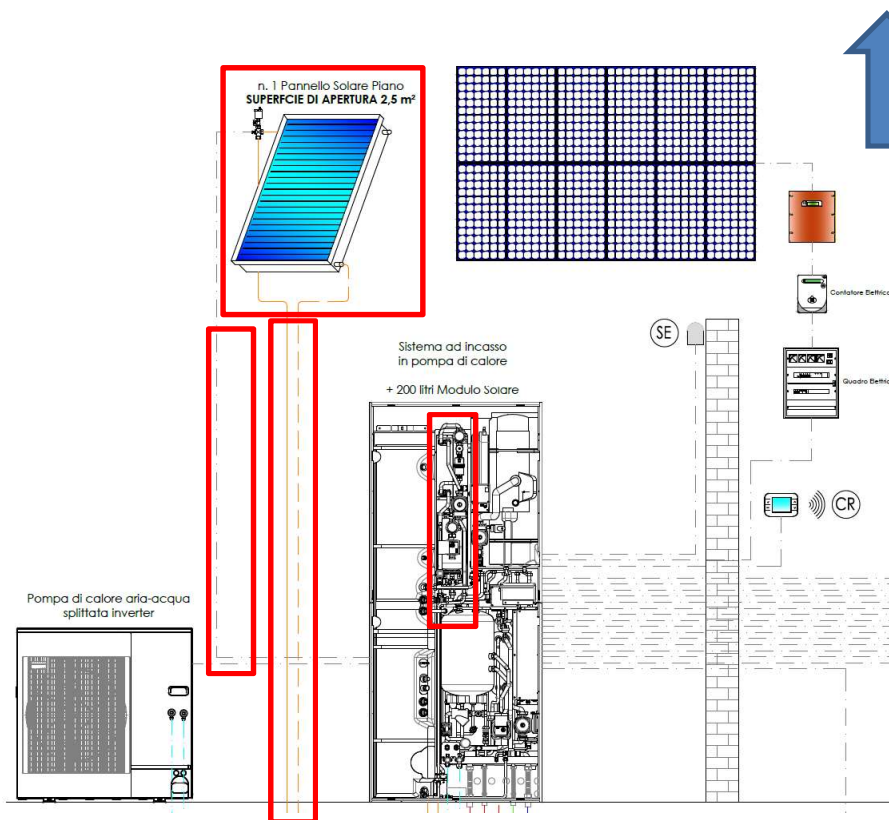 n. 1 Pannello Solare Piano
SUPERFCIE DI APERTURA 2,5 m²
Contatore Elettrico
SE
Sistema ad incasso
in pompa di calore
+ 200 litri Modulo Solare
Quadro Elettric
CR
Pompa di calore aria-acqua
splittata inverter